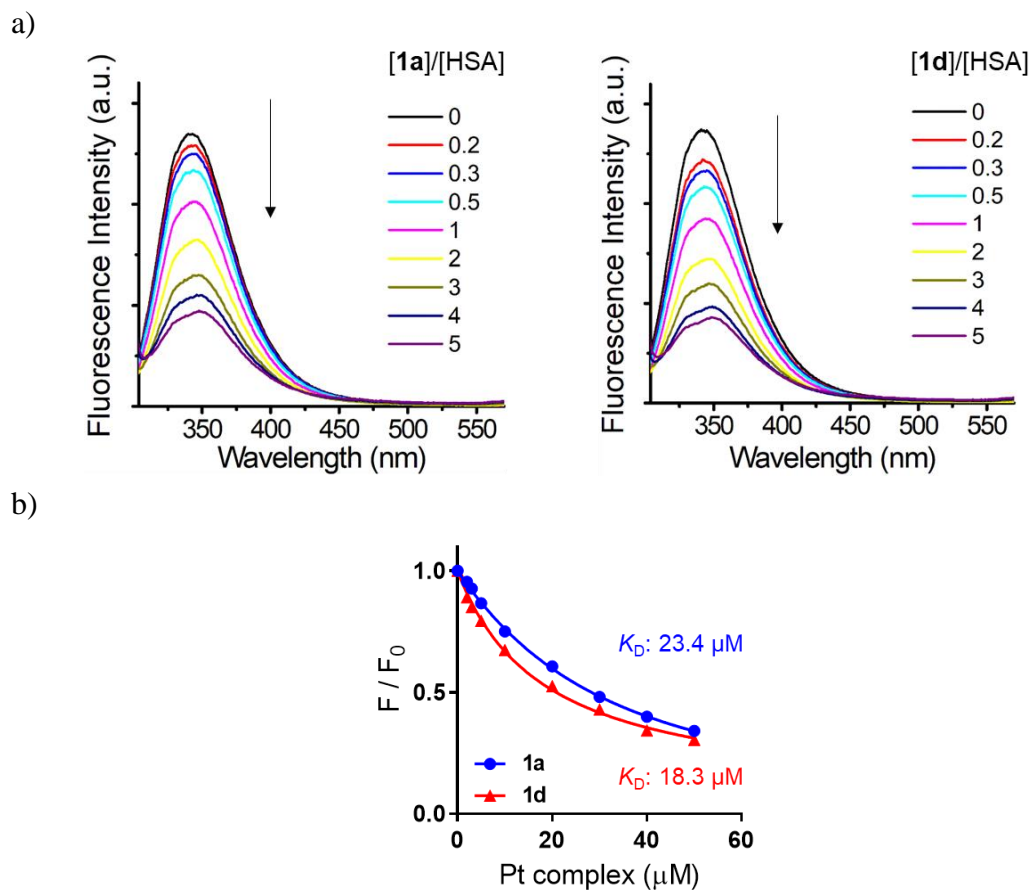 a)
Fluorescence Intensity (a.u.)
[1a]/[HSA]
0
0.2
0.3
0.5
1
2
3
4
5
350 400 450 500 550
Wavelength (nm)
Fluorescence Intensity (a.u.)
[1d]/[HSA]
0
0.2
0.3
0.5
1
2
3
4
5
350 400 450 500 550
Wavelength (nm)
b)
F / F0
1.0
0.5
0.0
KD: 23.4 μM
1a
1d
KD: 18.3 μM
0 20 40 60
Pt complex (μM)